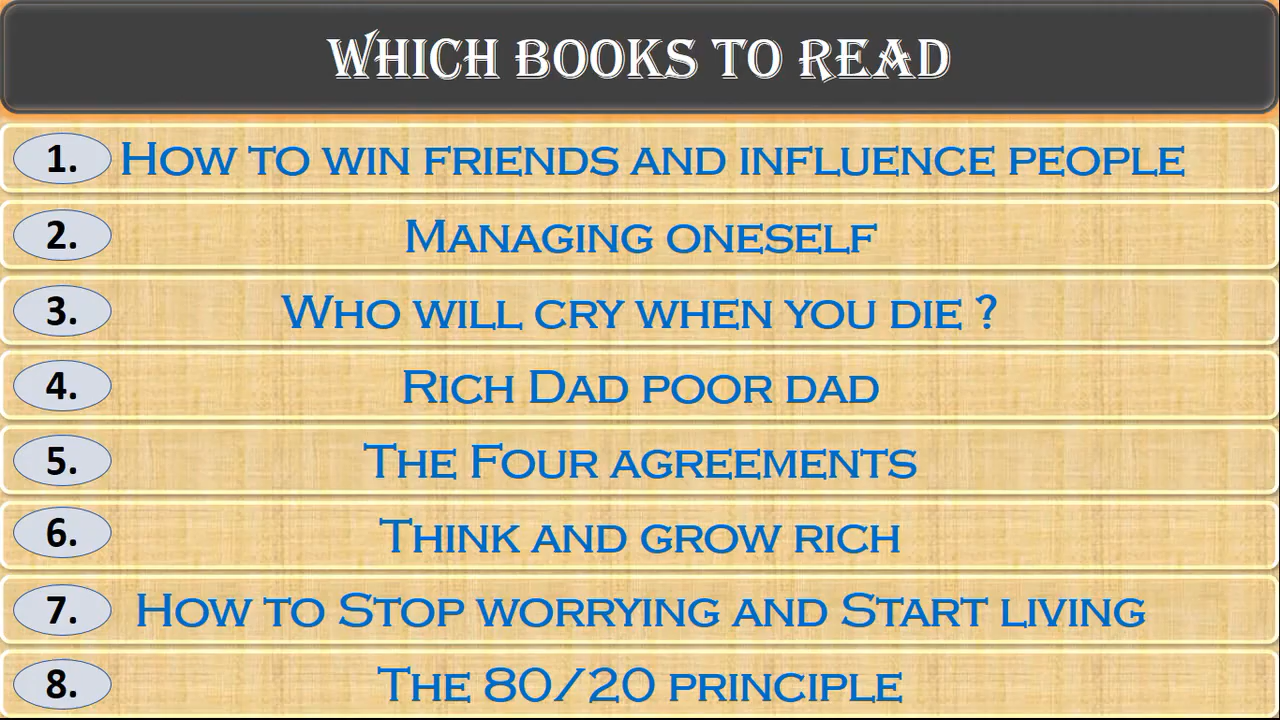 WHICH BOOKS TO READ
1. How to win friends and influence people
2. Managing oneself
3. Who will cry when you die ?
4. Rich Dad poor dad
5. The Four agreements
6. Think and grow rich
7. How to Stop worrying and Start living
8. The 80/20 principle